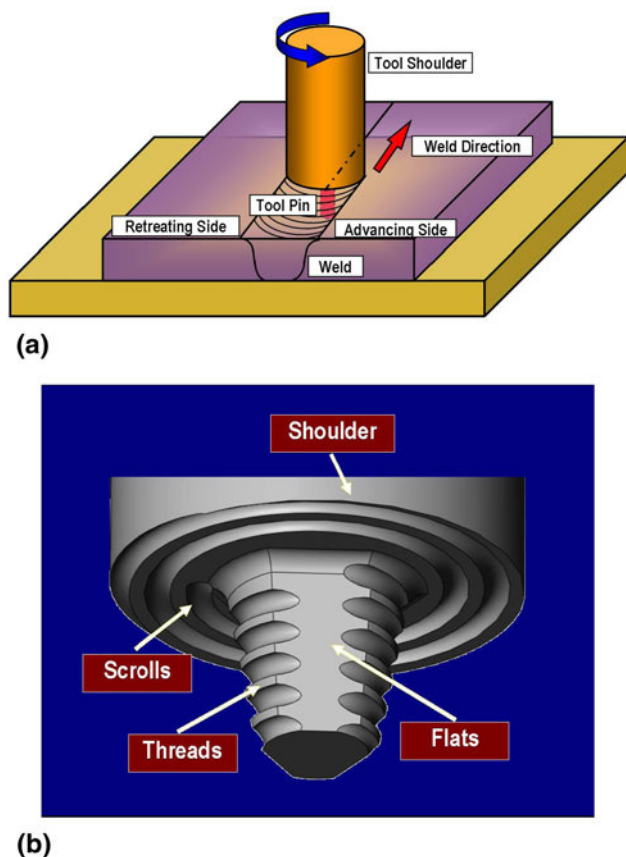 Tool Shoulder
Weld Direction
Tool Pin
Retreating Side
Advancing Side
Weld
(a)
Shoulder
Scrolls
Threads
Flats
(b)